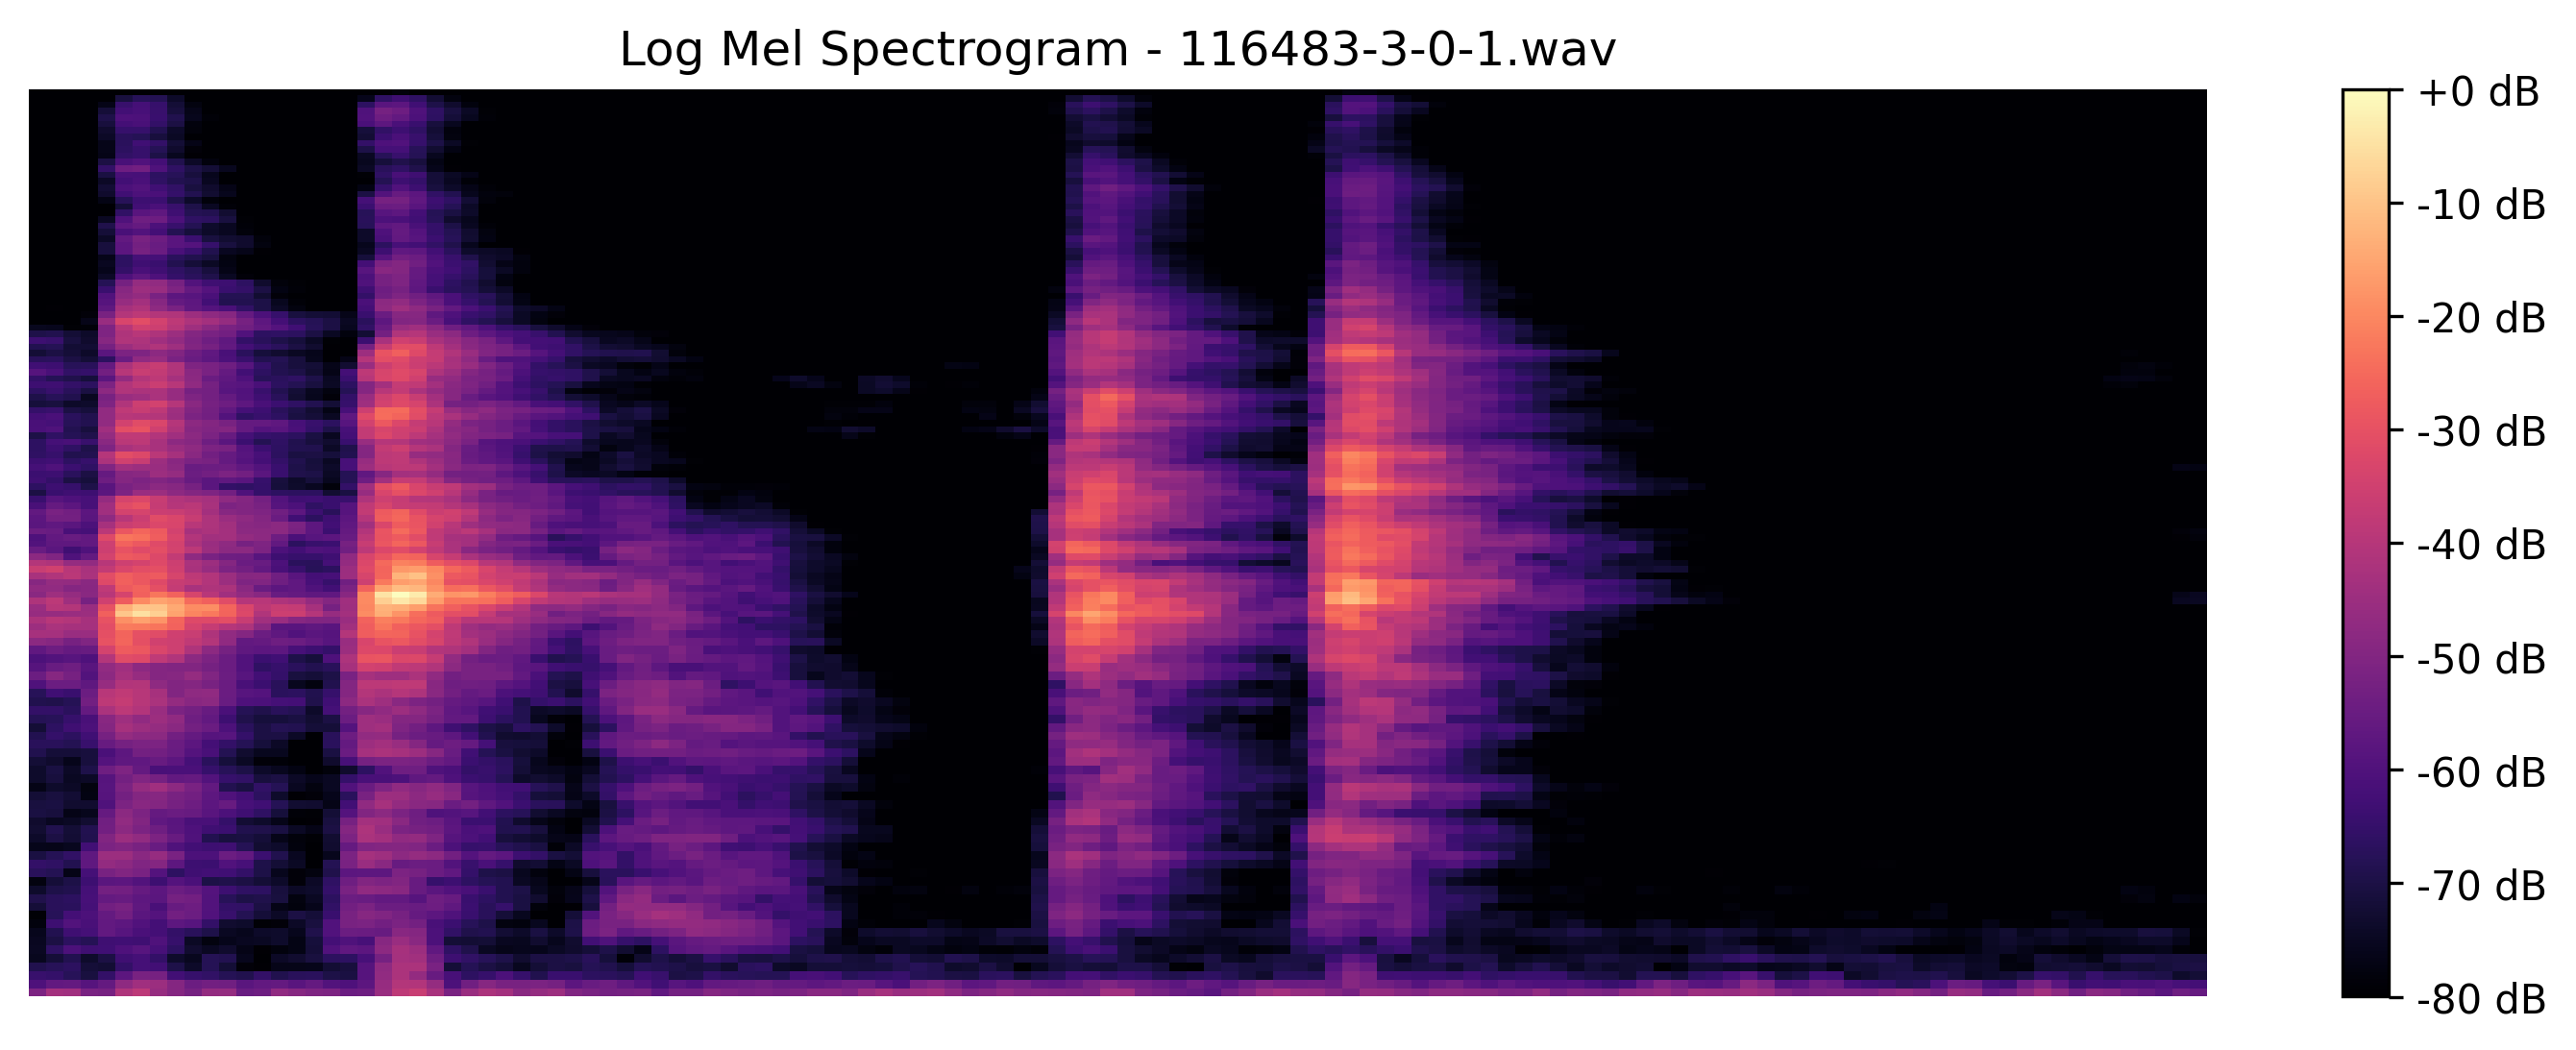 Log Mel Spectrogram - 116483-3-0-1.wav
+0 dB
-10 dB
-20 dB
-30 dB
-40 dB
-50 dB
-60 dB
-70 dB
-80 dB